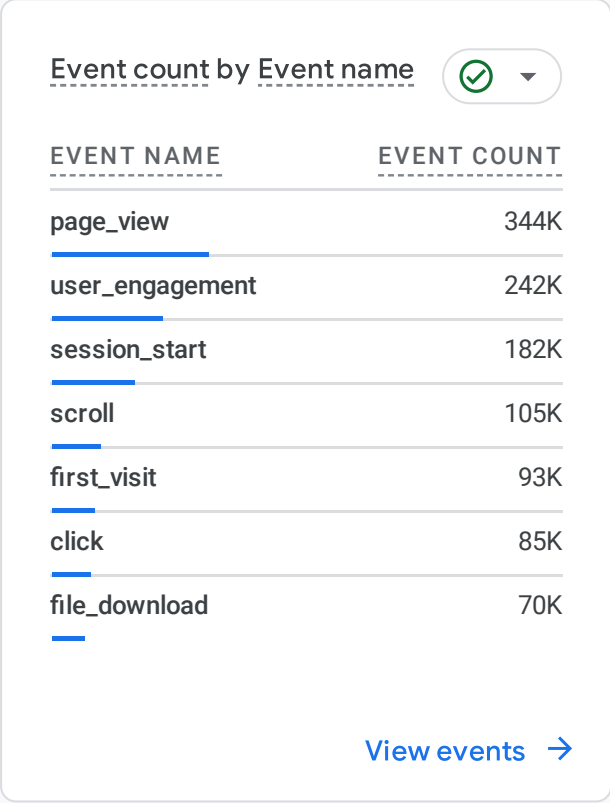 Event count by Event name
EVENT NAME EVENT COUNT
page_view 344K
user_engagement 242K
session_start 182K
scroll 105K
first_visit 93K
click 85K
file_download 70K
View events